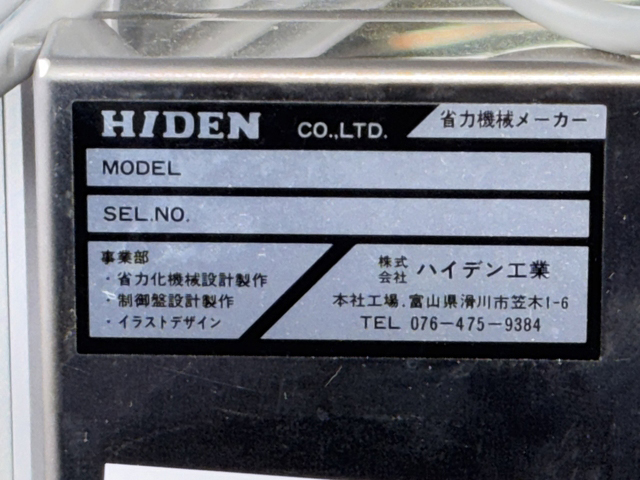 HIDEN CO.,LTD. 省力機械メーカー
MODEL
SEL.NO.
事業部
・省力化機械設計製作
・制御盤設計製作
・イラストデザイン
株式会社 ハイデン工業
本社工場.富山県滑川市笠木1-6
TEL 076-475-9384